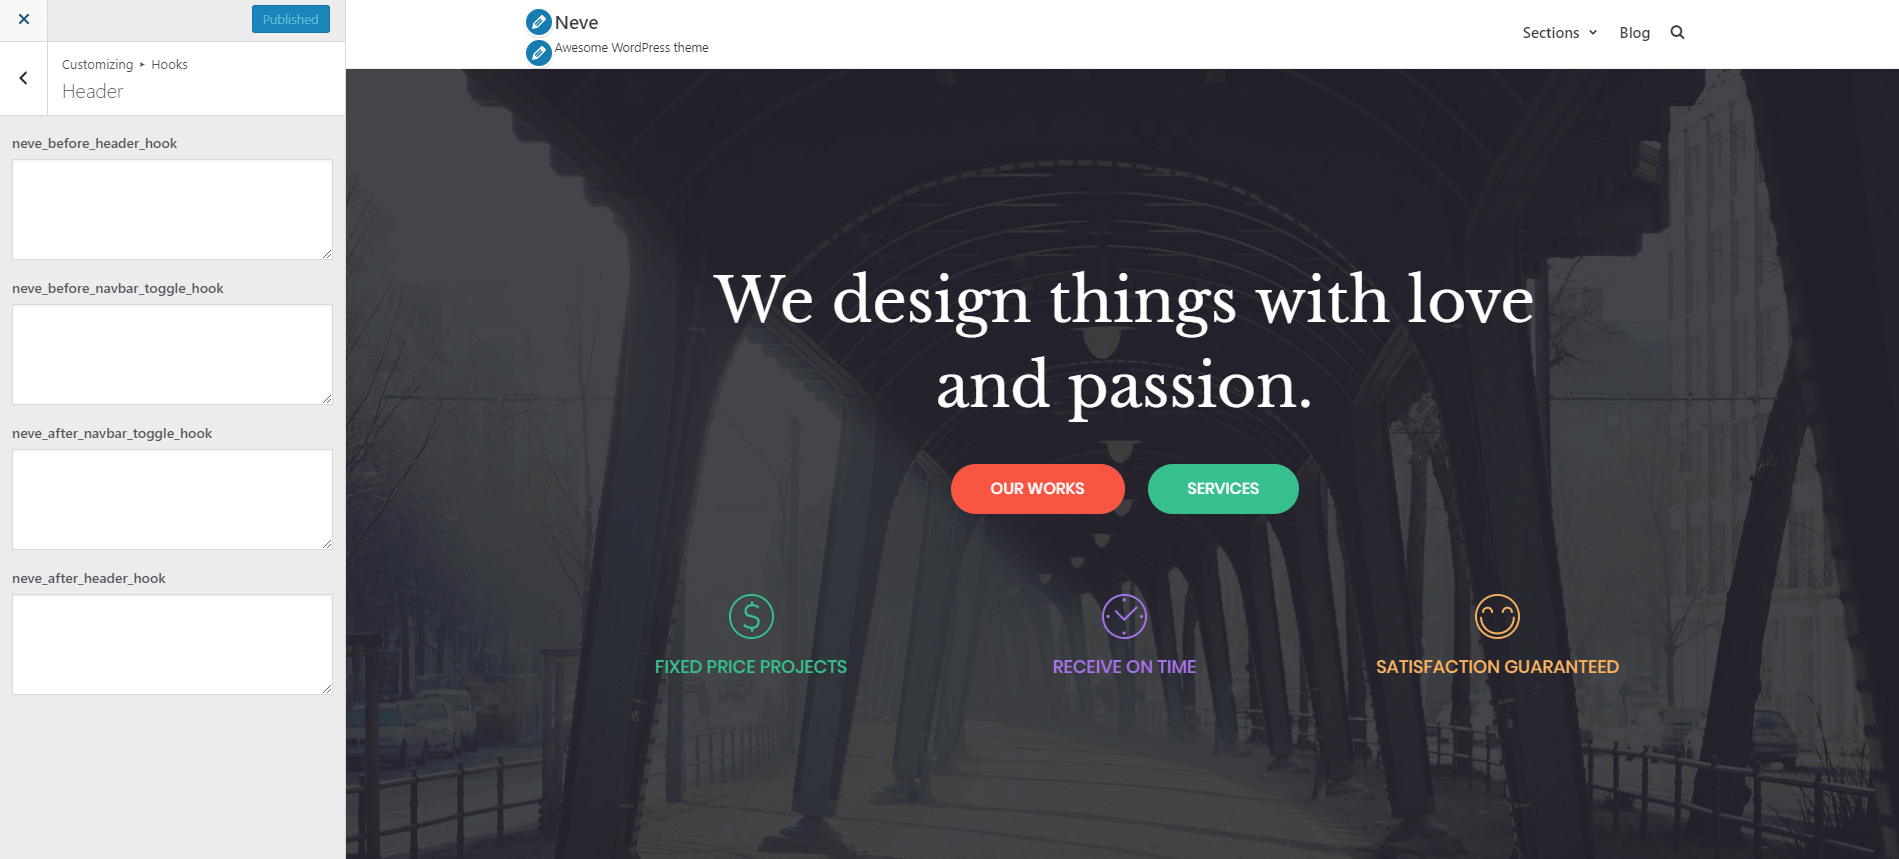 Published
Customizing ▸ Hooks
Header
neve_before_header_hook
neve_before_navbar_toggle_hook
neve_after_navbar_toggle_hook
neve_after_header_hook
Neve
Awesome WordPress theme
Sections
Blog
We design things with love
and passion.
OUR WORKS
SERVICES
FIXED PRICE PROJECTS
RECEIVE ON TIME
SATISFACTION GUARANTEED